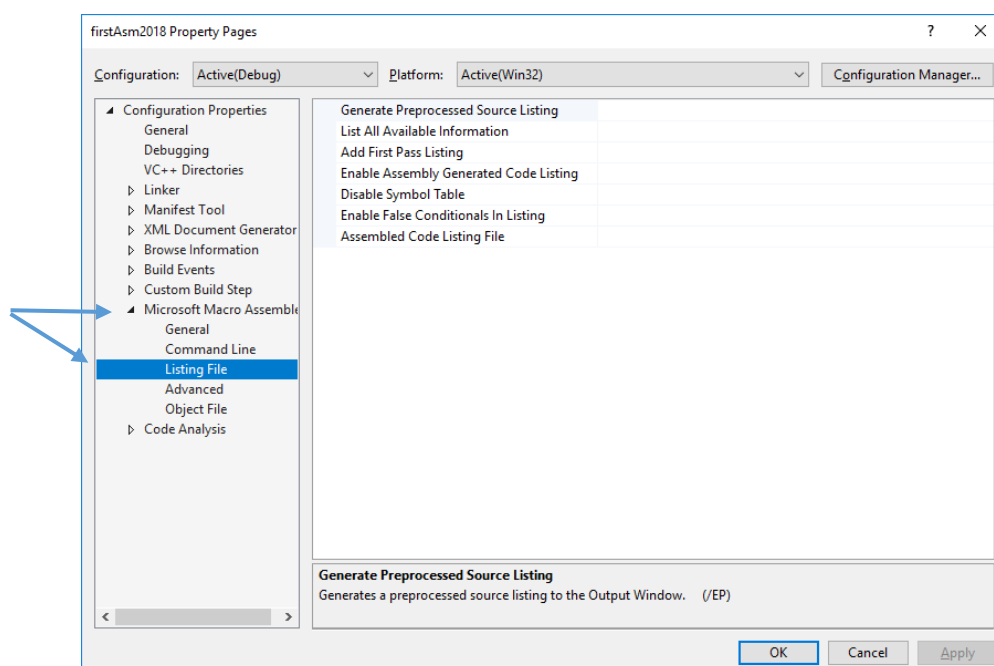 firstAsm2018 Property Pages
?
Configuration: Active(Debug) Platform: Active(Win32) Configuration Manager...
Configuration Properties
General
Debugging
VC++ Directories
Linker
Manifest Tool
XML Document Generator
Browse Information
Build Events
Custom Build Step
Microsoft Macro Assemble
General
Command Line
Listing File
Advanced
Object File
Code Analysis
Generate Preprocessed Source Listing
List All Available Information
Add First Pass Listing
Enable Assembly Generated Code Listing
Disable Symbol Table
Enable False Conditionals In Listing
Assembled Code Listing File
Generate Preprocessed Source Listing
Generates a preprocessed source listing to the Output Window. (/EP)
OK Cancel Apply